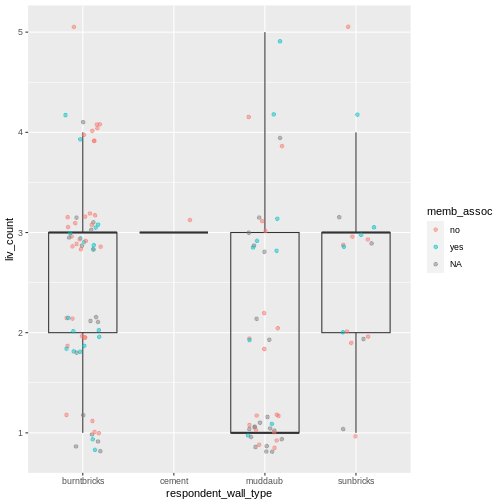 5
4
3
2
1
liv_count
burntbricks cement muddaub sunbricks
respondent_wall_type
memb_assoc
no
yes
NA